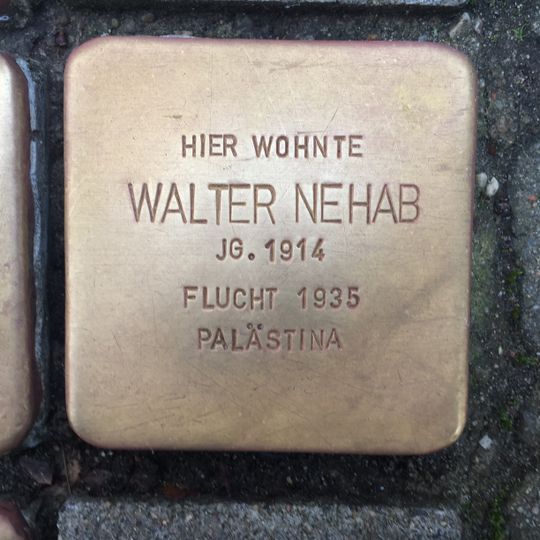 HIER WOHNTE
WALTER NEHAB
JG. 1914
FLUCHT 1935
PALÄSTINA